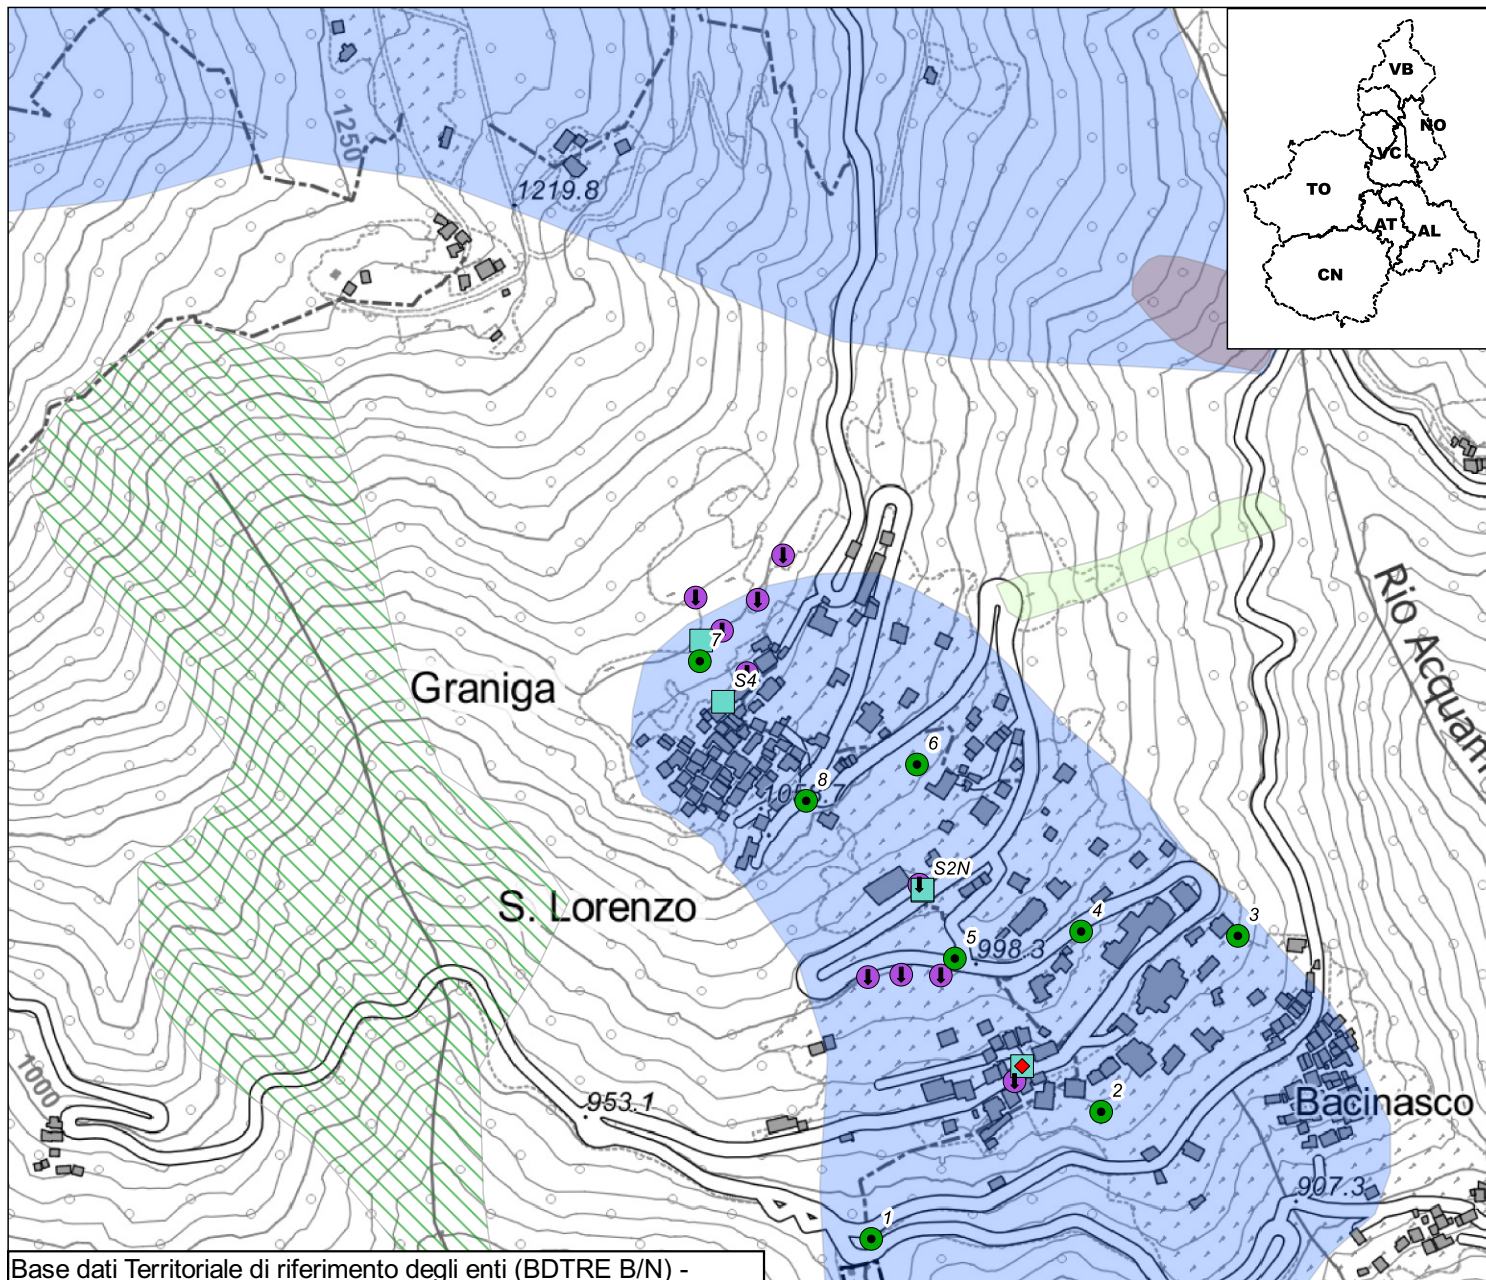 VB
NO
VC
TO
AT
AL
CN
1250
1219.8
Rio Acquam
7
Graniga
S4
6
8
S2N
S. Lorenzo
4
3
5
998.3
1000
953.1
2
Bacinasco
907.3
1
Base dati Territoriale di riferimento degli enti (BDTRE B/N) -